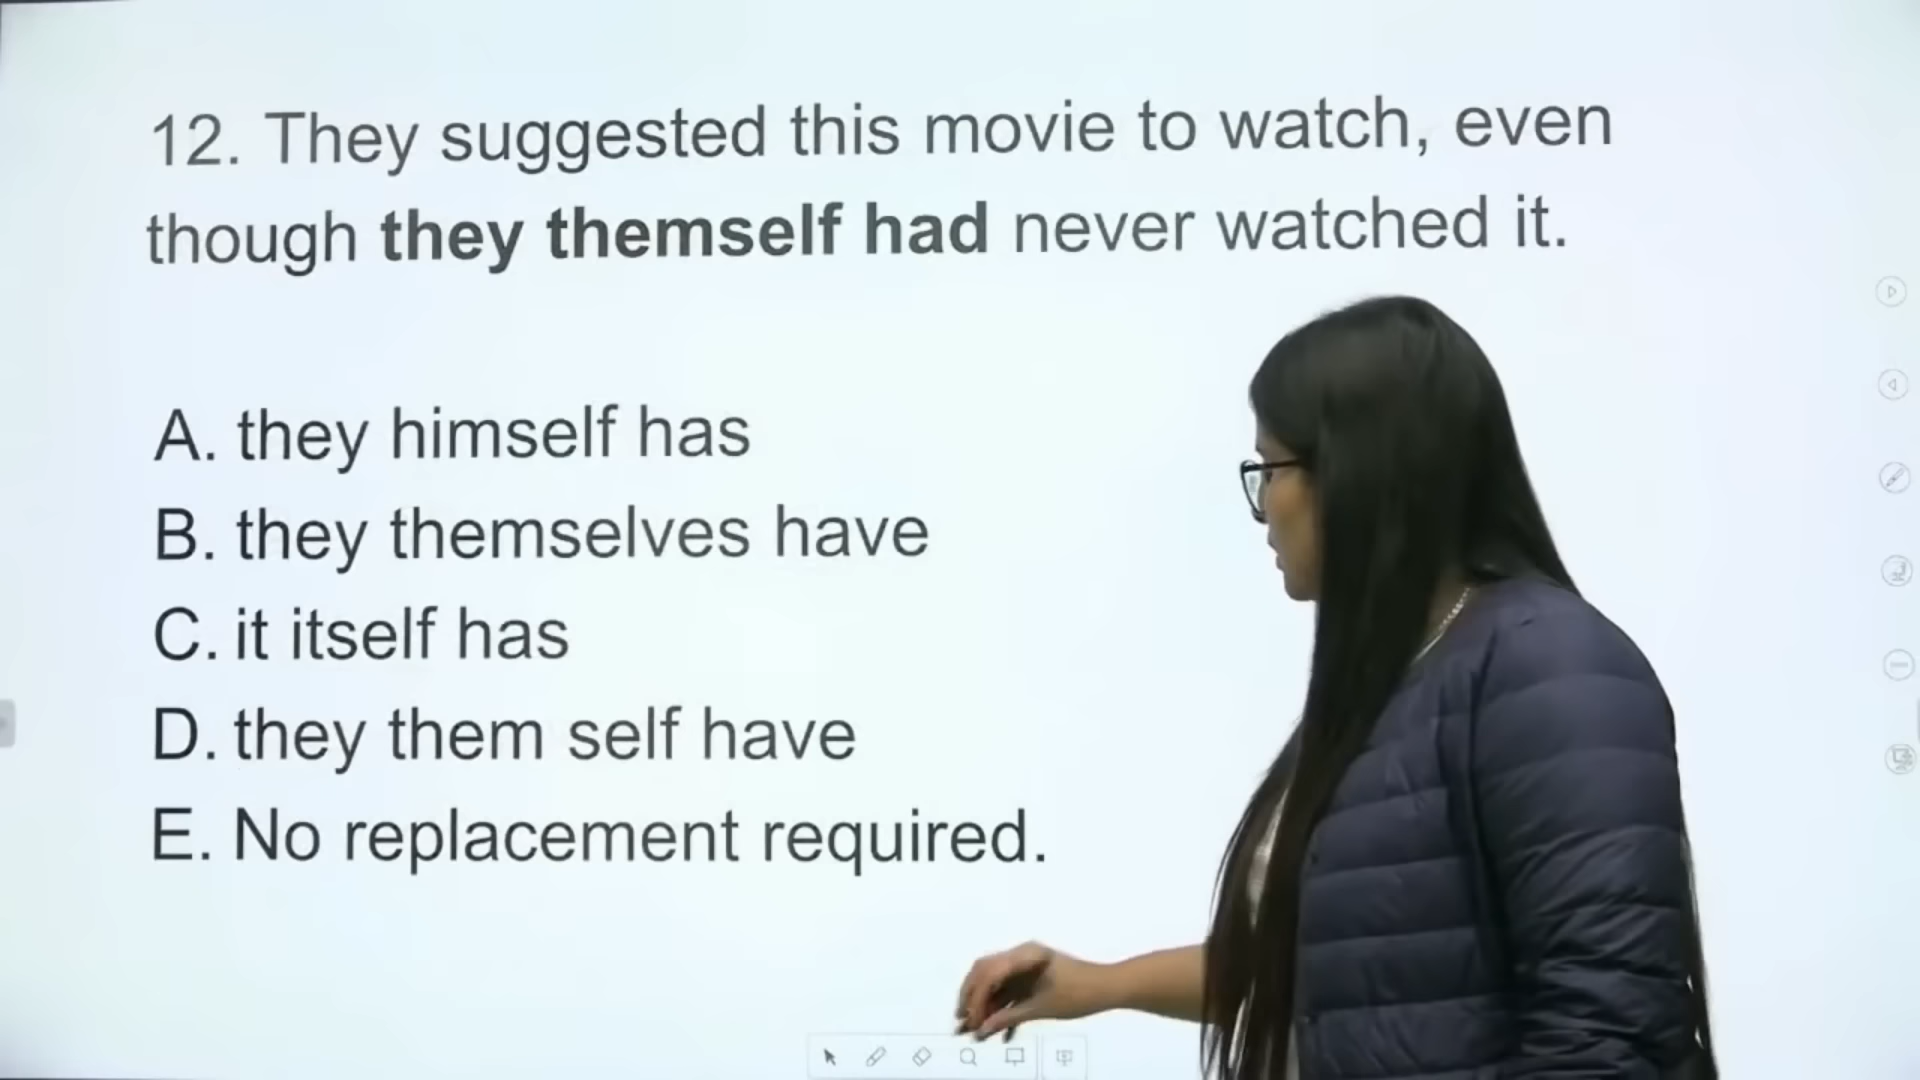 12. They suggested this movie to watch, even
though they themself had never watched it.
A. they himself has
B. they themselves have
C. it itself has
D. they them self have
E. No replacement required.